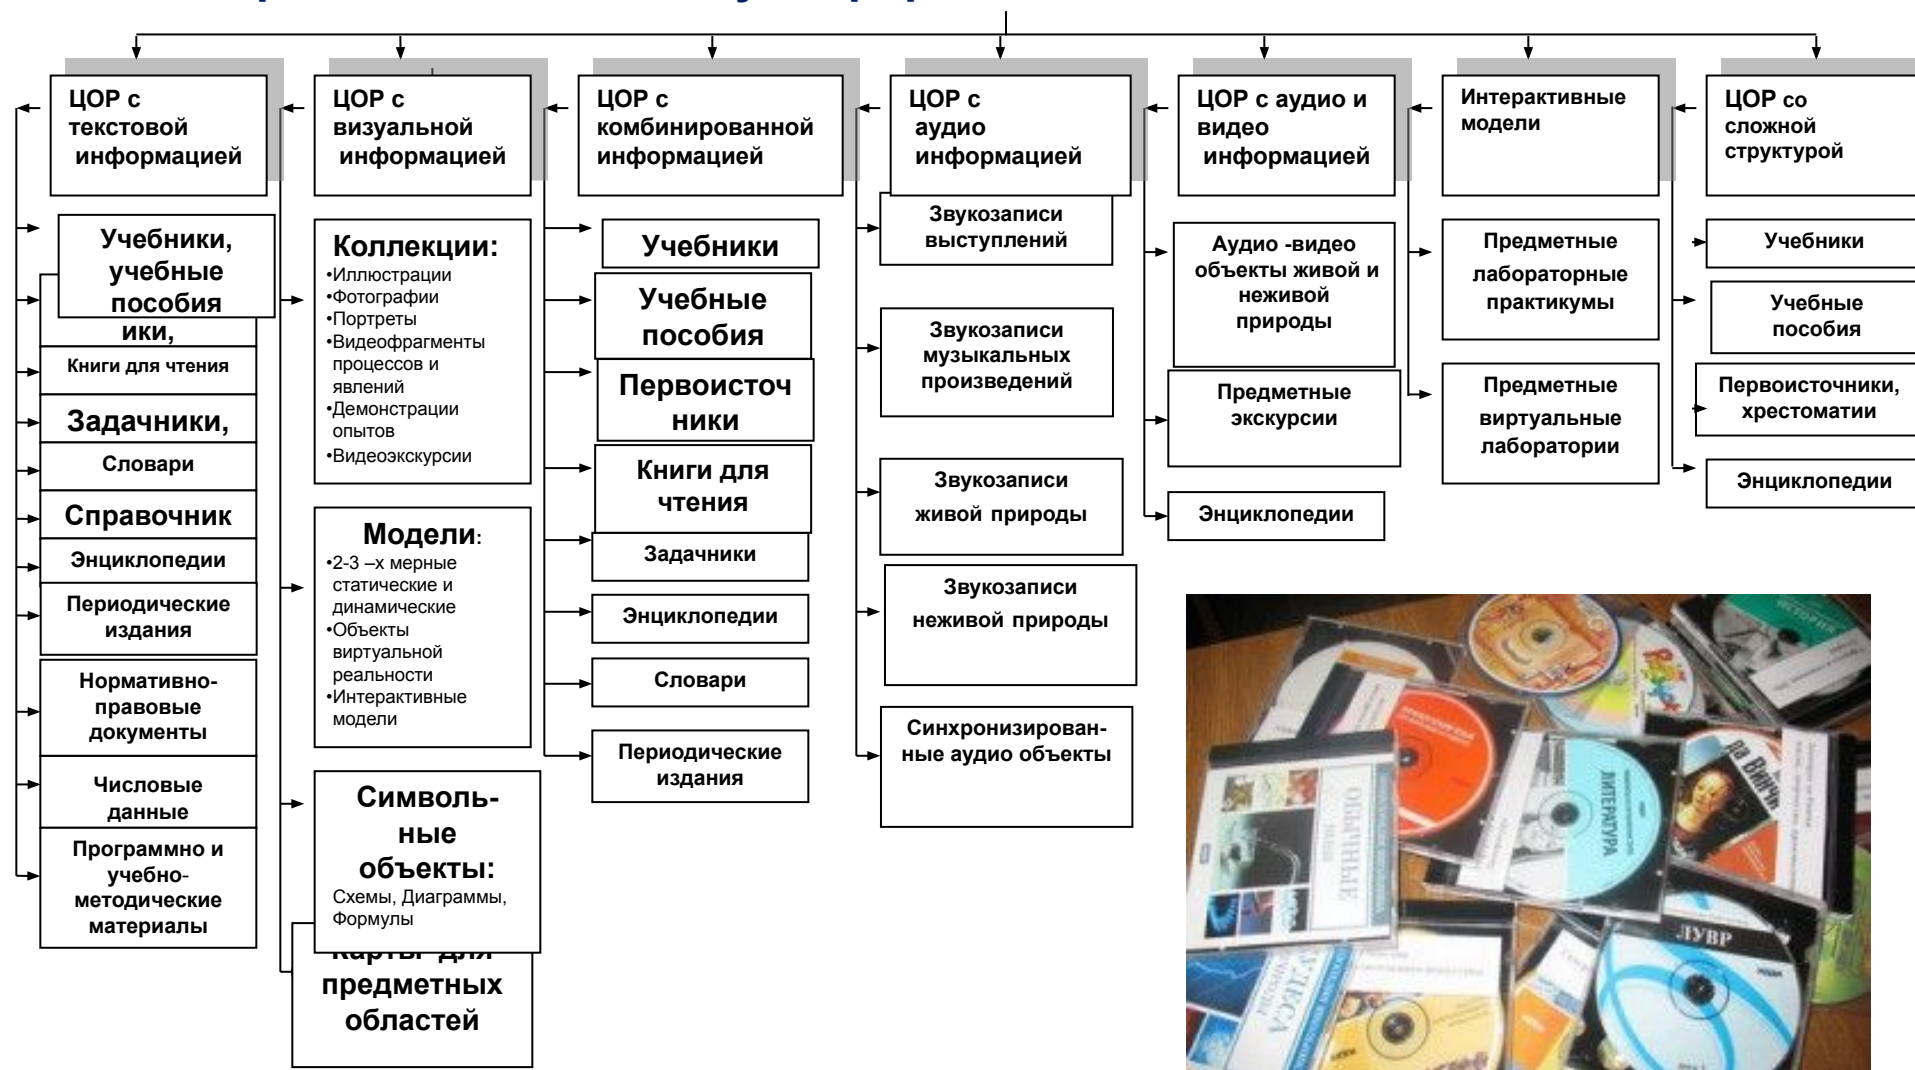 ЦОР с
текстовой
информацией
Учебники,
учебные
пособия
ики,
Книги для чтения
Задачники,
Словари
Справочник
Энциклопедии
Периодические
издания
Нормативно-
правовые
документы
Числовые
данные
Программно и
учебно-
методические
материалы
ЦОР с
визуальной
информацией
Коллекции:
•Иллюстрации
•Фотографии
•Портреты
•Видеофрагменты
процессов и
явлений
•Демонстрации
опытов
•Видеоэкскурсии
Модели:
•2-3 –х мерные
статические и
динамические
•Объекты
виртуальной
реальности
•Интерактивные
модели
Символь-
ные
объекты:
Схемы, Диаграммы,
Формулы
Карты для
предметных
областей
ЦОР с
комбинированной
информацией
Учебники
Учебные
пособия
Первоисточ
ники
Книги для
чтения
Задачники
Энциклопедии
Словари
Периодические
издания
ЦОР с
аудио
информацией
Звукозаписи
выступлений
Звукозаписи
музыкальных
произведений
Звукозаписи
живой природы
Звукозаписи
неживой природы
Синхронизирован-
ные аудио объекты
ЦОР с аудио и
видео
информацией
Аудио -видео
объекты живой и
неживой
природы
Предметные
экскурсии
Энциклопедии
Интерактивные
модели
Предметные
лабораторные
практикумы
Предметные
виртуальные
лаборатории
ЦОР со
сложной
структурой
Учебники
Учебные
пособия
Первоисточники,
хрестоматии
Энциклопедии
ЛИТЕРАТУРА
да Винчи
ЛУВР